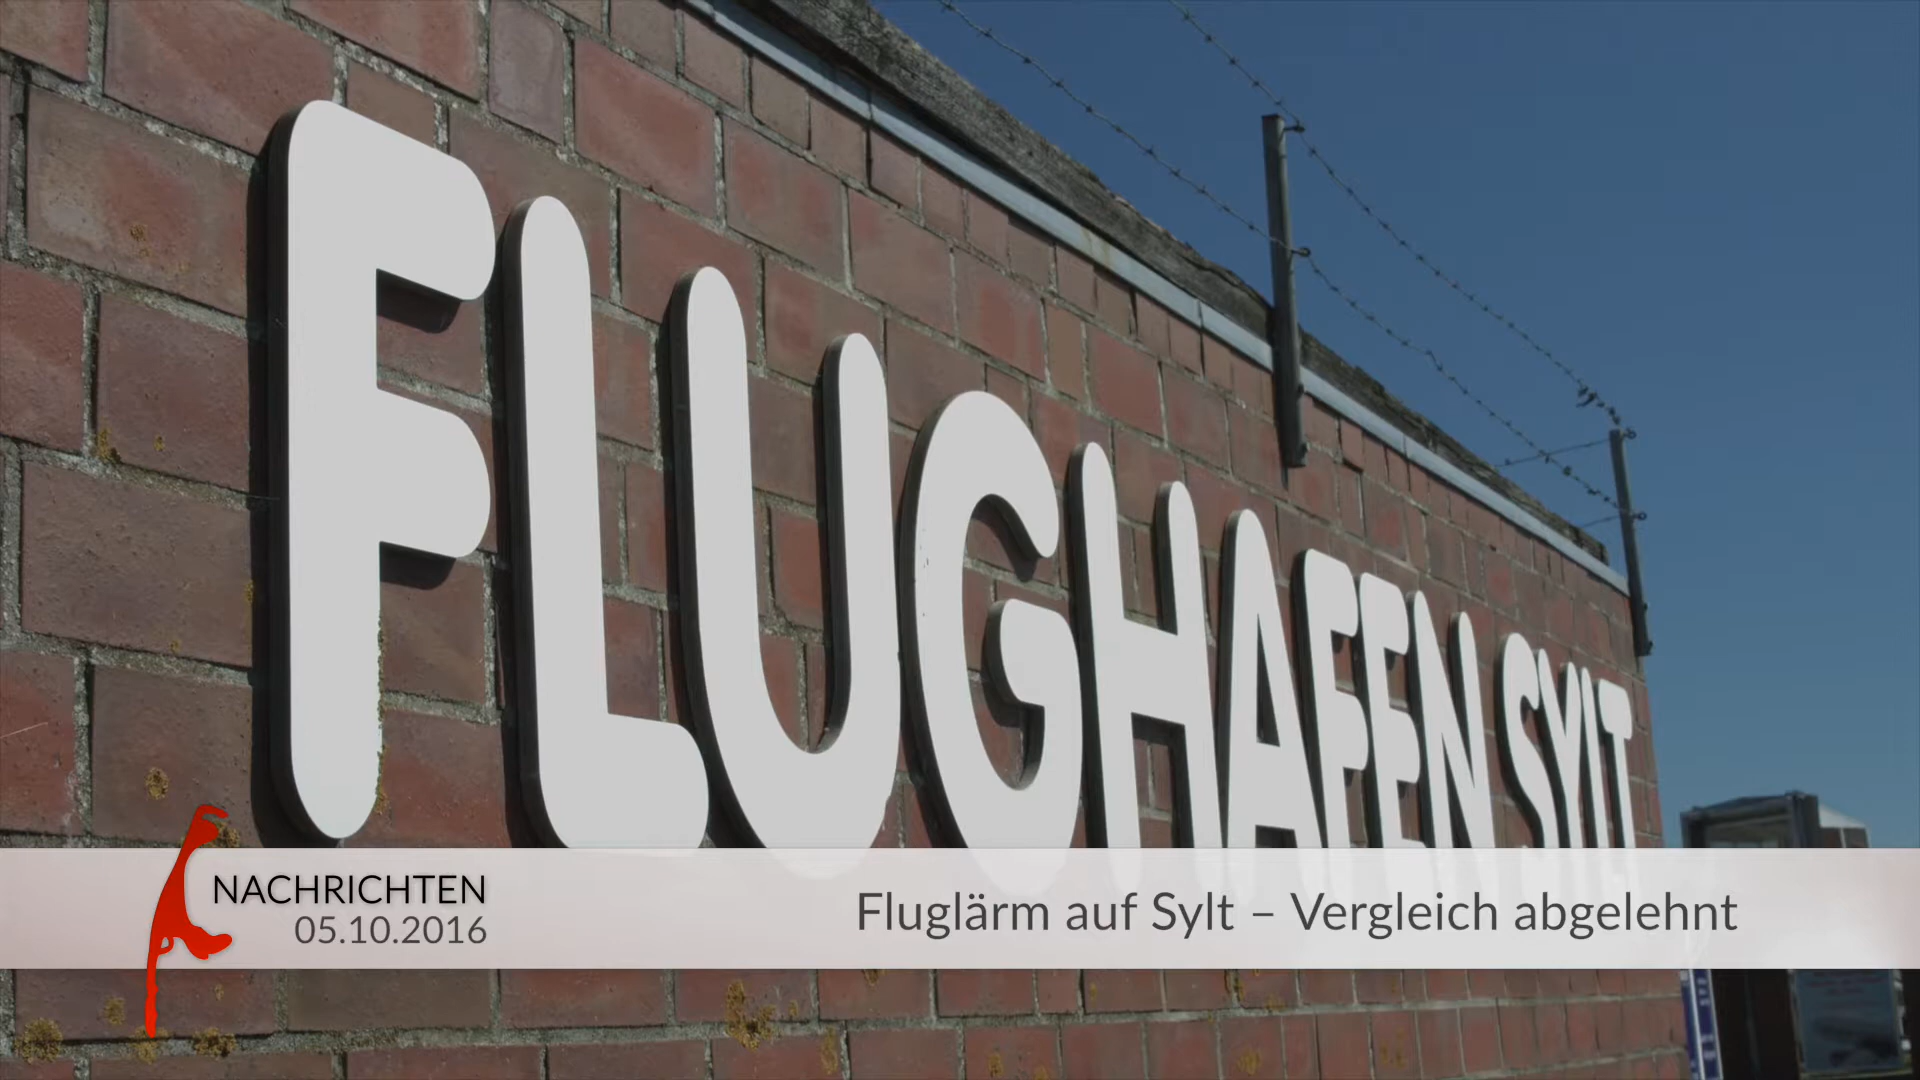 FLUGHAFEN SYLT
NACHRICHTEN
05.10.2016
Fluglärm auf Sylt – Vergleich abgelehnt